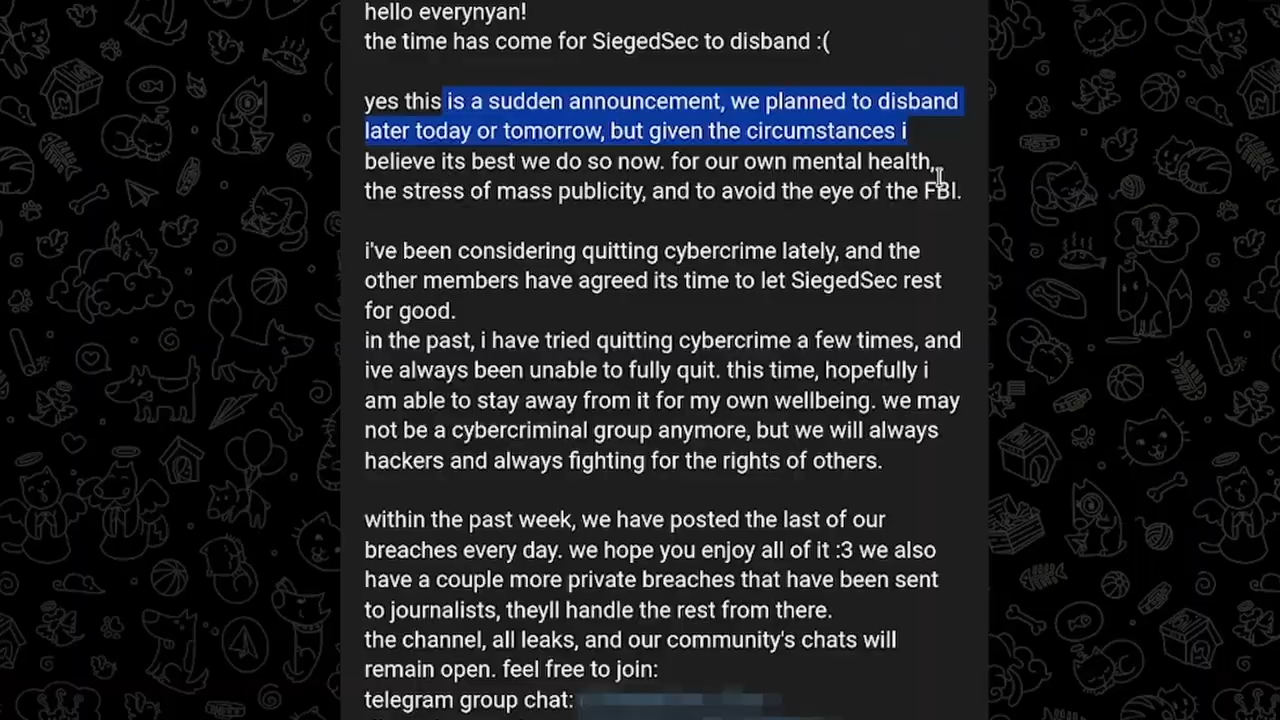 hello everynyan!
the time has come for SiegedSec to disband :(
yes this is a sudden announcement, we planned to disband
later today or tomorrow, but given the circumstances i
believe its best we do so now. for our own mental health,
the stress of mass publicity, and to avoid the eye of the FBI.
i've been considering quitting cybercrime lately, and the
other members have agreed its time to let SiegedSec rest
for good.
in the past, i have tried quitting cybercrime a few times, and
ive always been unable to fully quit. this time, hopefully i
am able to stay away from it for my own wellbeing. we may
not be a cybercriminal group anymore, but we will always
hackers and always fighting for the rights of others.
within the past week, we have posted the last of our
breaches every day. we hope you enjoy all of it :3 we also
have a couple more private breaches that have been sent
to journalists, theyll handle the rest from there.
the channel, all leaks, and our community's chats will
remain open. feel free to join:
telegram group chat: